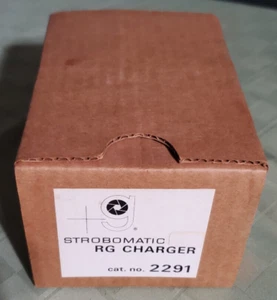 g
®
STROBOMATIC
RG CHARGER
cat. no. 2291